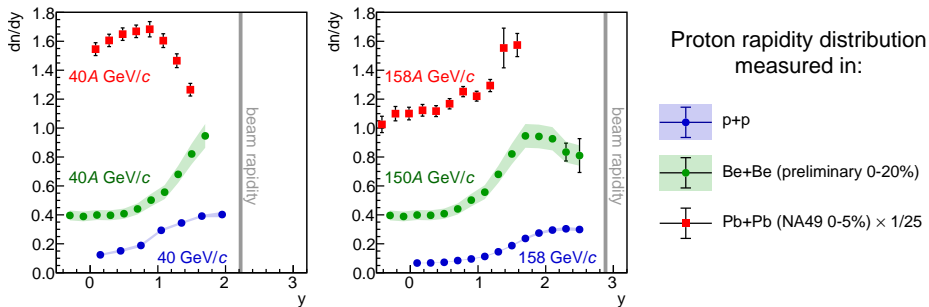 dn/dy
1.8
1.6
1.4
1.2
1.0
0.8
0.6
0.4
0.2
0.0
0
1
2
3
y
40A GeV/c
40A GeV/c
40 GeV/c
beam rapidity
dn/dy
1.8
1.6
1.4
1.2
1.0
0.8
0.6
0.4
0.2
0.0
0
1
2
3
y
158A GeV/c
150A GeV/c
158 GeV/c
beam rapidity
Proton rapidity distribution
measured in:
p+p
Be+Be (preliminary 0-20%)
Pb+Pb (NA49 0-5%) × 1/25